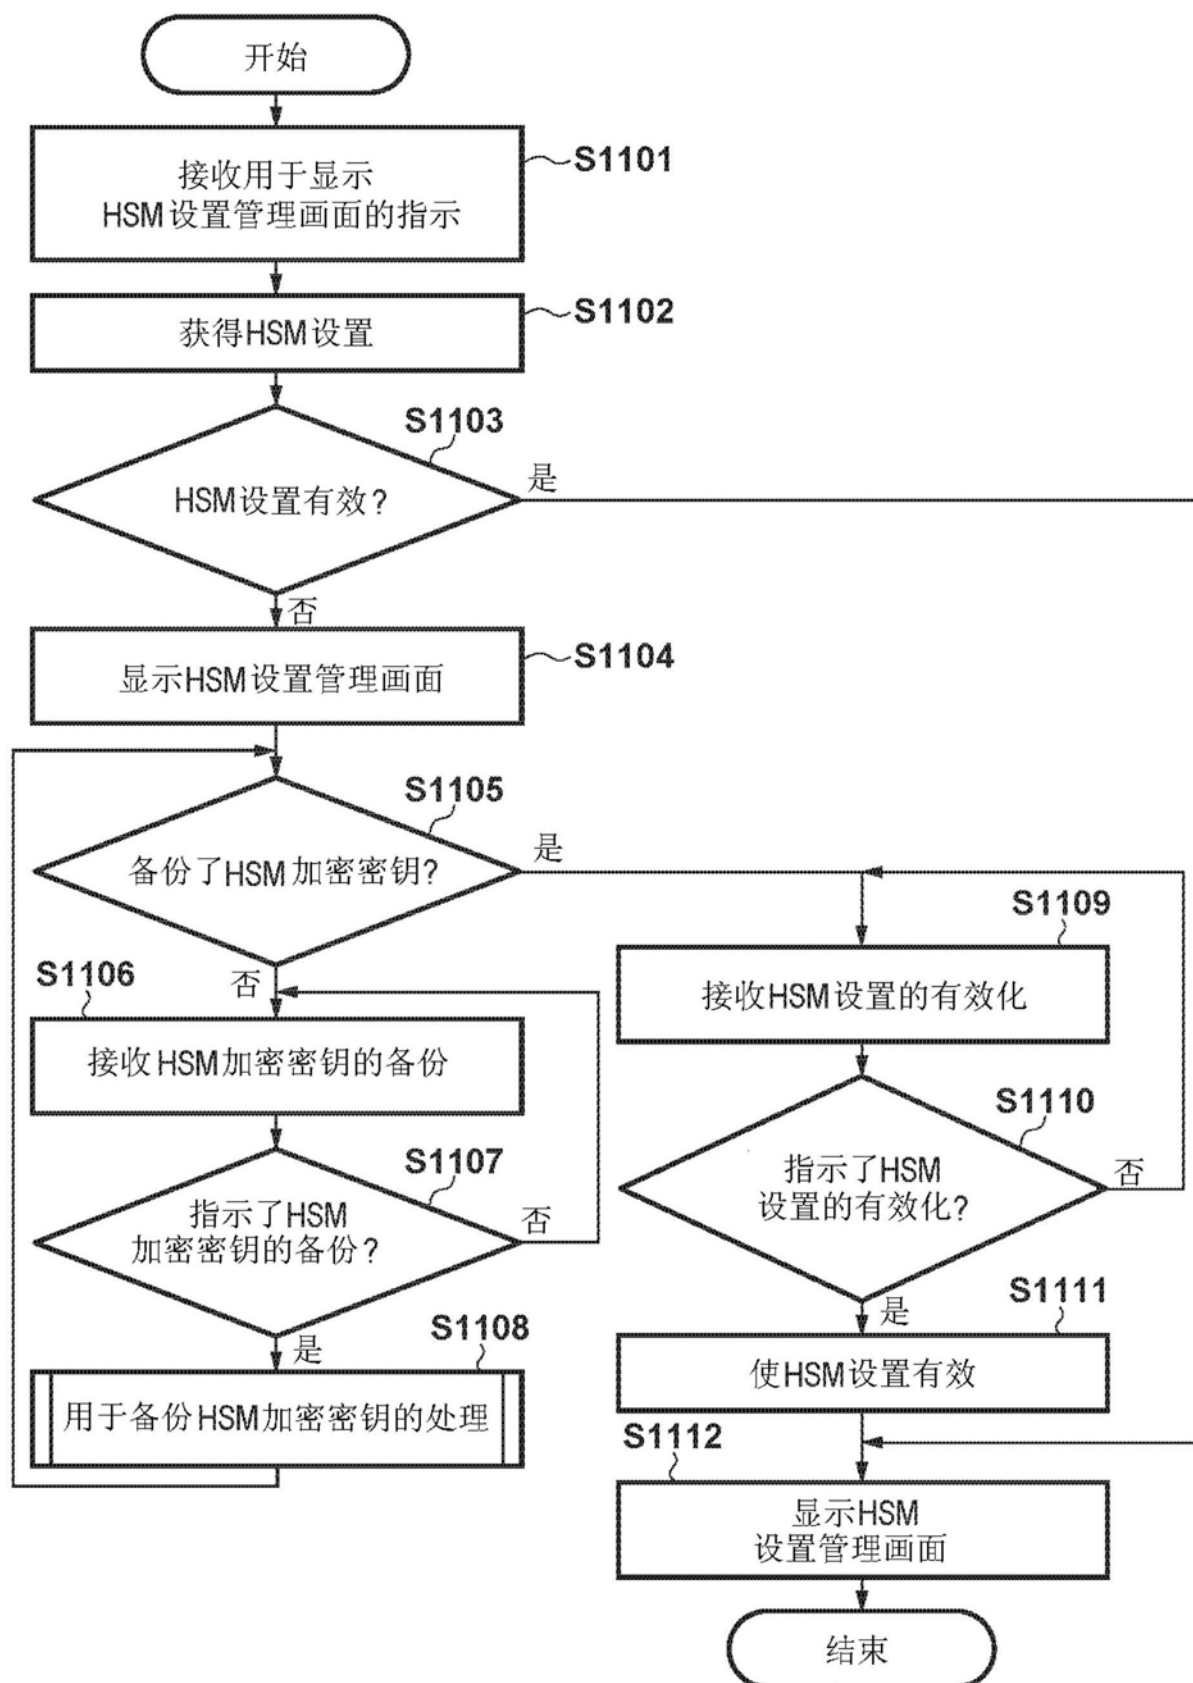 开始
接收用于显示
HSM设置管理画面的指示
S1101
获得HSM设置
S1102
S1103
HSM设置有效?
是
否
显示HSM设置管理画面
S1104
S1105
备份了HSM加密密钥?
是
否
S1106
接收HSM加密密钥的备份
S1107
指示了HSM
加密密钥的备份?
否
是
S1108
用于备份HSM加密密钥的处理
S1109
接收HSM设置的有效化
S1110
指示了HSM
设置的有效化?
否
是
S1111
使HSM设置有效
S1112
显示HSM
设置管理画面
结束